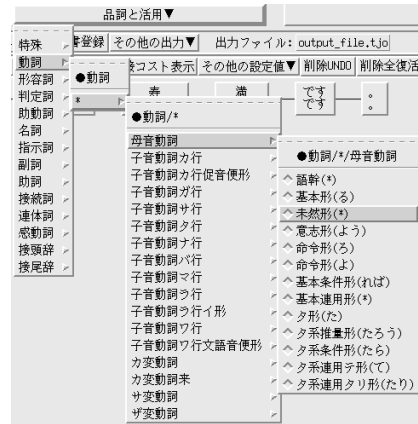 品詞と活用▼
書登録 その他の出力▼ 出力ファイル: output_file.tjo
コスト表示 その他の設定値▼ 削除UNDO 削除全復活
特殊
動詞
形容詞
判定詞
助動詞
名詞
指示詞
副詞
助詞
接続詞
連体詞
感動詞
接頭辞
接尾辞
●動詞
*
寿
満
です
です
。
。
●動詞/*
母音動詞
子音動詞カ行
子音動詞カ行促音便形
子音動詞ガ行
子音動詞サ行
子音動詞タ行
子音動詞ナ行
子音動詞バ行
子音動詞マ行
子音動詞ラ行
子音動詞ラ行イ形
子音動詞ワ行
子音動詞ワ行文語音便形
カ変動詞
カ変動詞来
サ変動詞
ザ変動詞
●動詞/*/母音動詞
語幹(*)
基本形(る)
未然形(*)
意志形(よう)
命令形(ろ)
命令形(よ)
基本条件形(れば)
基本連用形(*)
タ形(た)
タ系推量形(たろう)
タ系条件形(たら)
タ系連用テ形(て)
タ系連用タリ形(たり)